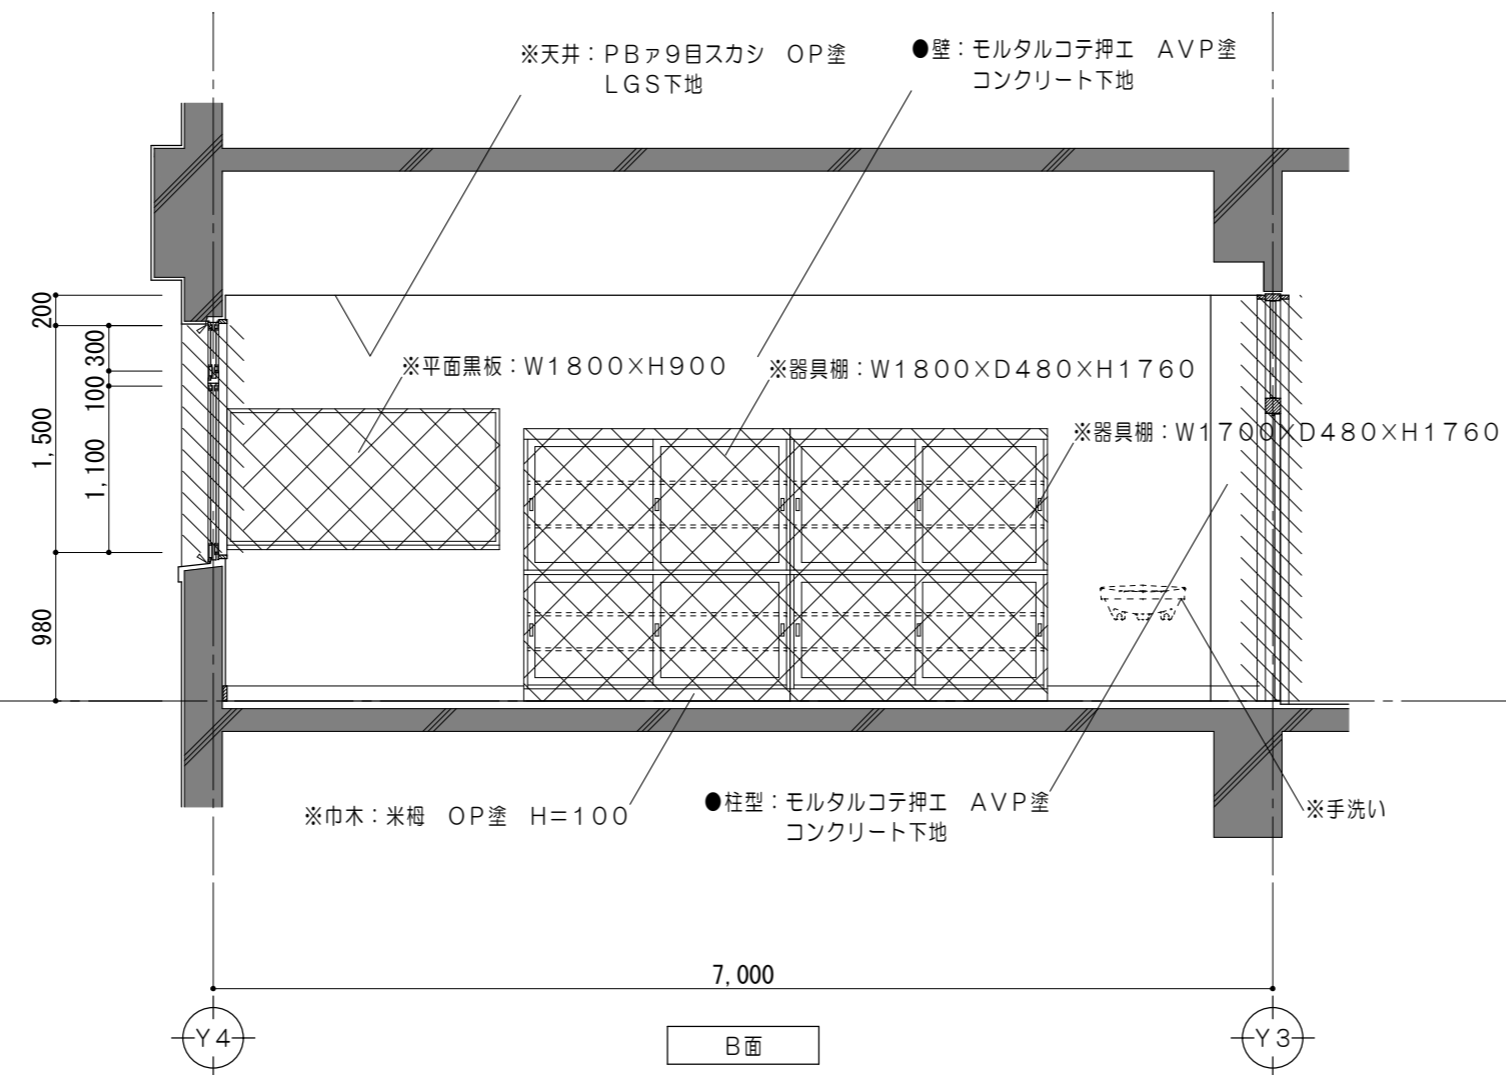 ※天井：PBァ9目スカシ　OP塗
LGS下地
●壁：モルタルコテ押エ　AVP塗
コンクリート下地
200
300
100
1,500
1,100
980
※平面黒板：W1800×H900
※器具棚：W1800×D480×H1760
※器具棚：W1700×D480×H1760
※巾木：米栂　OP塗　H=100
●柱型：モルタルコテ押エ　AVP塗
コンクリート下地
※手洗い
7,000
Y4
B面
Y3